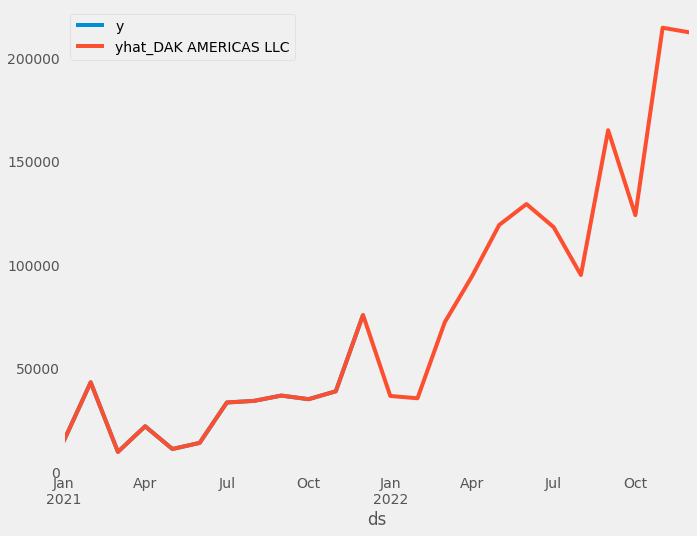 y
yhat_DAK AMERICAS LLC
200000
150000
100000
50000
0
Jan Apr Jul Oct Jan Apr Jul Oct
2021 2022
ds